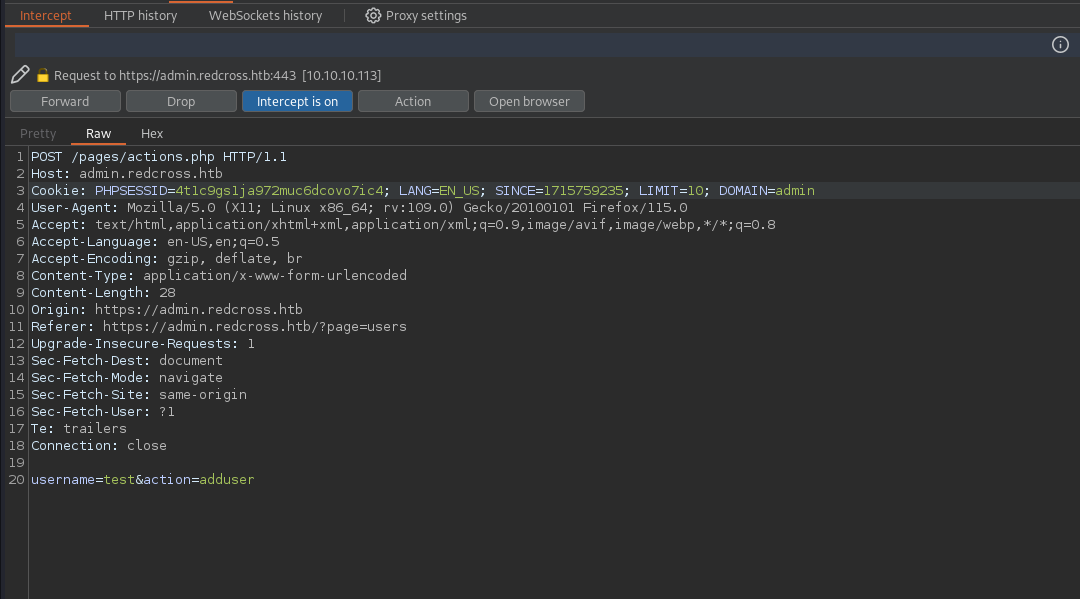 Intercept HTTP history WebSockets history Proxy settings
Request to https://admin.redcross.htb:443 [10.10.10.113]
Forward Drop Intercept is on Action Open browser
Pretty Raw Hex
1 POST /pages/actions.php HTTP/1.1
2 Host: admin.redcross.htb
3 Cookie: PHPSESSID=4t1c9gs1ja972muc6dcovo7ic4; LANG=EN_US; SINCE=1715759235; LIMIT=10; DOMAIN=admin
4 User-Agent: Mozilla/5.0 (X11; Linux x86_64; rv:109.0) Gecko/20100101 Firefox/115.0
5 Accept: text/html,application/xhtml+xml,application/xml;q=0.9,image/avif,image/webp,*/*;q=0.8
6 Accept-Language: en-US,en;q=0.5
7 Accept-Encoding: gzip, deflate, br
8 Content-Type: application/x-www-form-urlencoded
9 Content-Length: 28
10 Origin: https://admin.redcross.htb
11 Referer: https://admin.redcross.htb/?page=users
12 Upgrade-Insecure-Requests: 1
13 Sec-Fetch-Dest: document
14 Sec-Fetch-Mode: navigate
15 Sec-Fetch-Site: same-origin
16 Sec-Fetch-User: ?1
17 Te: trailers
18 Connection: close
19
20 username=test&action=adduser